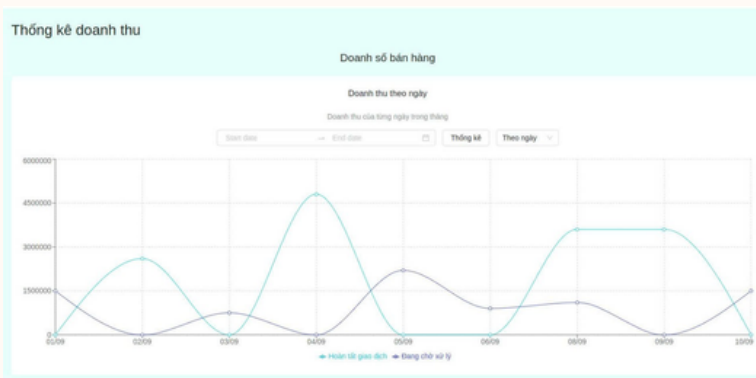 Thống kê doanh thu
Doanh số bán hàng
Doanh thu theo ngày
Doanh thu của từng ngày trong tháng
Start date → End date Thống kê Theo ngày
6000000
4500000
3000000
1500000
0
01/09 02/09 03/09 04/09 05/09 06/09 08/09 09/09 10/09
Hoàn tất giao dịch Đang chờ xử lý